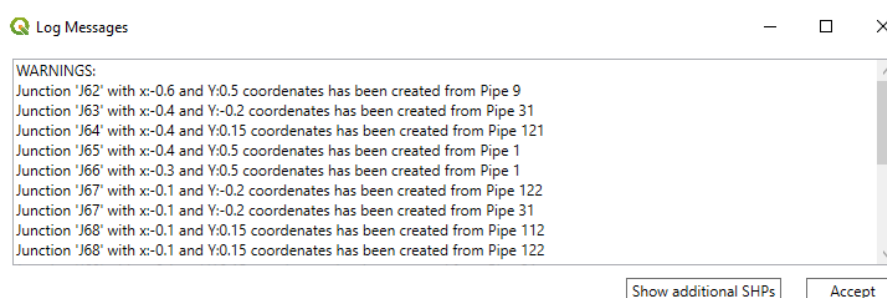 Log Messages
WARNINGS:
Junction 'J62' with x:-0.6 and Y:0.5 coordenates has been created from Pipe 9
Junction 'J63' with x:-0.4 and Y:-0.2 coordenates has been created from Pipe 31
Junction 'J64' with x:-0.4 and Y:0.15 coordenates has been created from Pipe 121
Junction 'J65' with x:-0.4 and Y:0.5 coordenates has been created from Pipe 1
Junction 'J66' with x:-0.3 and Y:0.5 coordenates has been created from Pipe 1
Junction 'J67' with x:-0.1 and Y:-0.2 coordenates has been created from Pipe 122
Junction 'J67' with x:-0.1 and Y:-0.2 coordenates has been created from Pipe 31
Junction 'J68' with x:-0.1 and Y:0.15 coordenates has been created from Pipe 112
Junction 'J68' with x:-0.1 and Y:0.15 coordenates has been created from Pipe 122
Show additional SHPs Accept